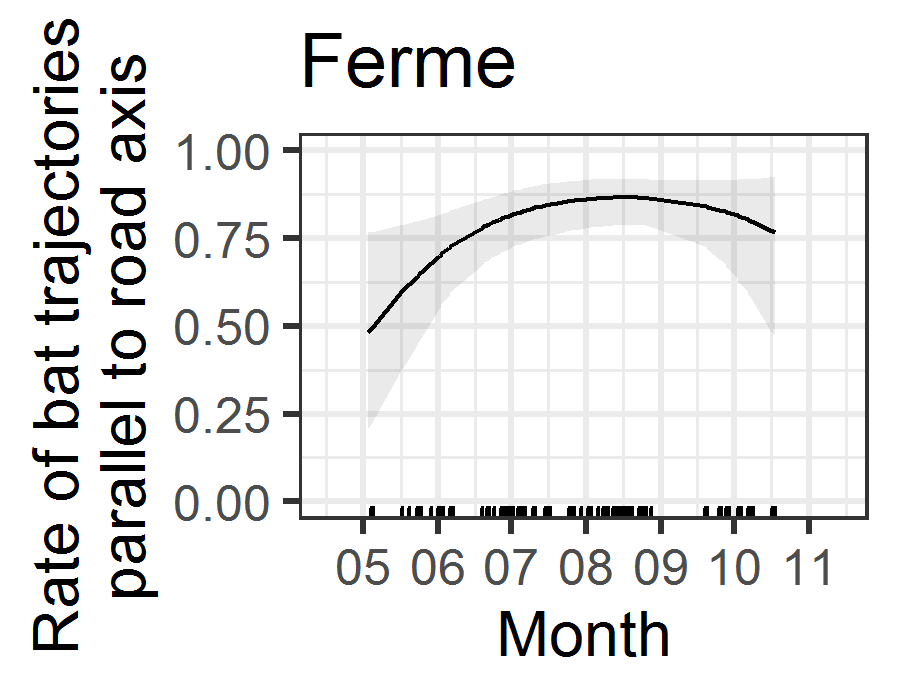 Ferme
Rate of bat trajectories
parallel to road axis
1.00
0.75
0.50
0.25
0.00
05 06 07 08 09 10 11
Month